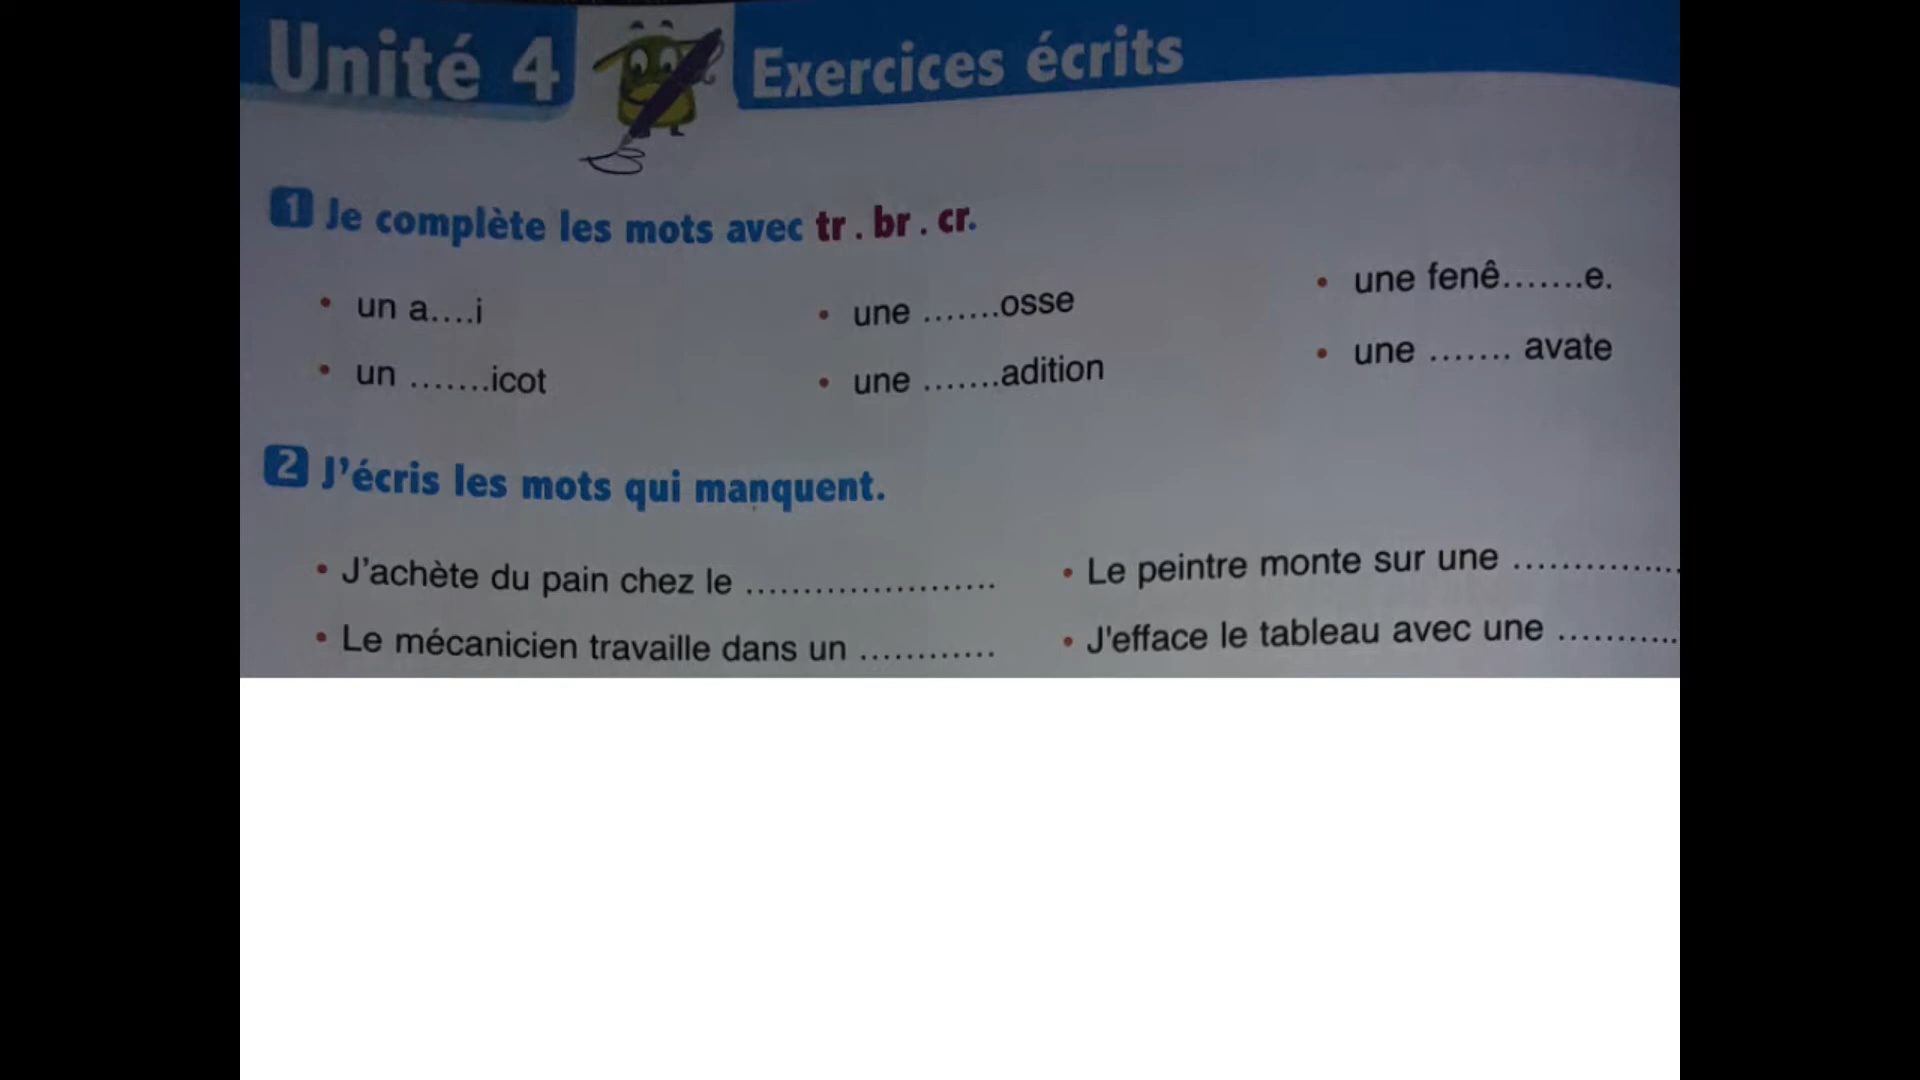 Unité 4 Exercices écrits
1 Je complète les mots avec tr . br . cr.
• un a....i • une .......osse • une fenê.......e.
• un .......icot • une .......adition • une ....... avate
2 J'écris les mots qui manquent.
• J'achète du pain chez le ...................... • Le peintre monte sur une ...............
• Le mécanicien travaille dans un ............ • J'efface le tableau avec une ...........